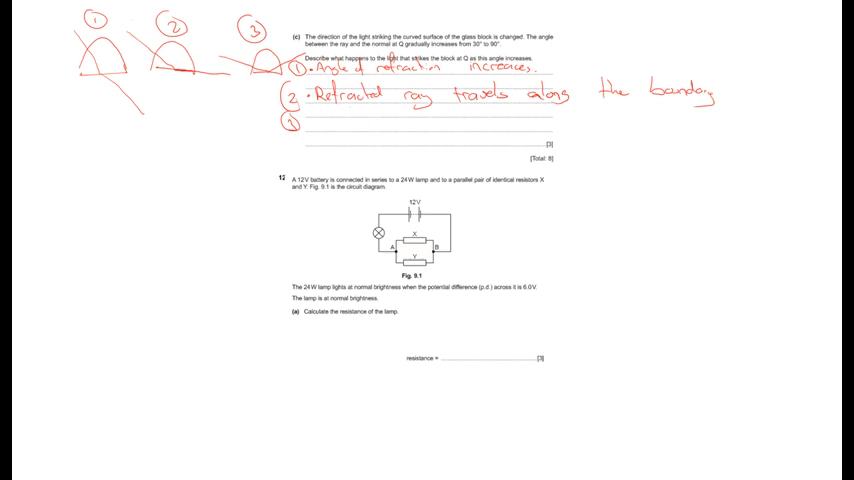 1
2
3
(c) The direction of the light striking the curved surface of the glass block is changed. The angle
between the ray and the normal at Q gradually increases from 30° to 90°.
Describe what happens to the light that strikes the block at Q as this angle increases.
1 • Angle of refraction increases.
2 • Refracted ray travels along the bounday
3
[3]
[Total: 8]
12 A 12V battery is connected in series to a 24W lamp and to a parallel pair of identical resistors X
and Y. Fig. 9.1 is the circuit diagram.
12V
X
A B
Y
Fig. 9.1
The 24W lamp lights at normal brightness when the potential difference (p.d.) across it is 6.0V.
The lamp is at normal brightness.
(a) Calculate the resistance of the lamp.
resistance = ................................ [3]